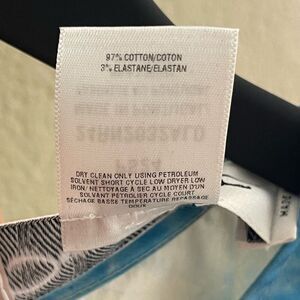 97% COTTON/COTON
3% ELASTANE/ELASTAN
DRY CLEAN ONLY USING PETROLEUM
SOLVENT SHORT CYCLE LOW DRYER LOW
IRON/ NETTOYAGE À SEC AU MOYEN D'UN
SOLVANT PETROLIER CYCLE COURT
SÉCHAGE BASSE TEMPÉRATURE REPASSAGE
DOUX